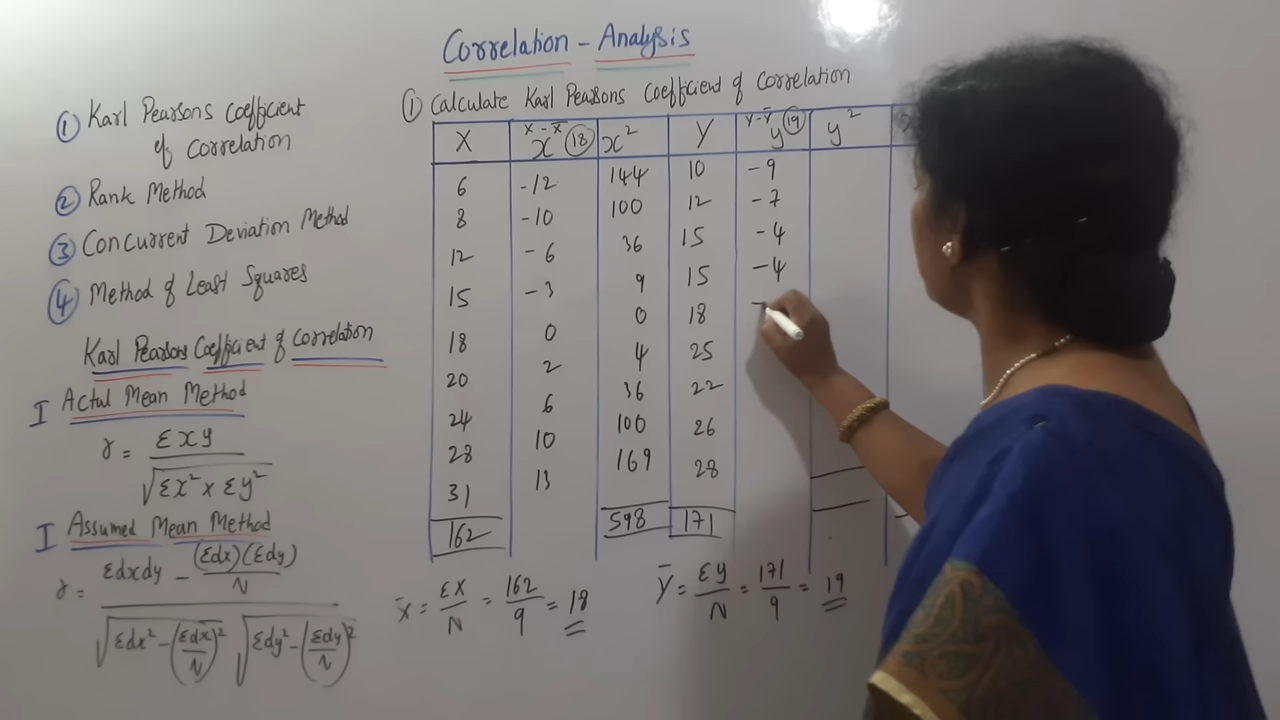 Correlation - Analysis
① Karl Pearsons Coefficient
of Correlation
② Rank Method
③ Concurrent Deviation Method
④ Method of Least Squares
Karl Pearsons Coefficient of Correlation
I Actual Mean Method
r = Σxy / √Σx² × Σy²
I Assumed Mean Method
r = Σdxdy - (Σdx)(Σdy)/N / √Σdx² - (Σdx/N)² √Σdy² - (Σdy/N)²
① Calculate Karl Pearsons Coefficient of Correlation
X x - x̄ x ⑱ x² Y Y - Ȳ y ⑲ y²
6 -12 144 10 -9
8 -10 100 12 -7
12 -6 36 15 -4
15 -3 9 15 -4
18 0 0 18 -
20 2 4 25
24 6 36 22
28 10 100 26
31 13 169 28
162 598 171
X̄ = ΣX/N = 162/9 = 18
Ȳ = ΣY/N = 171/9 = 19